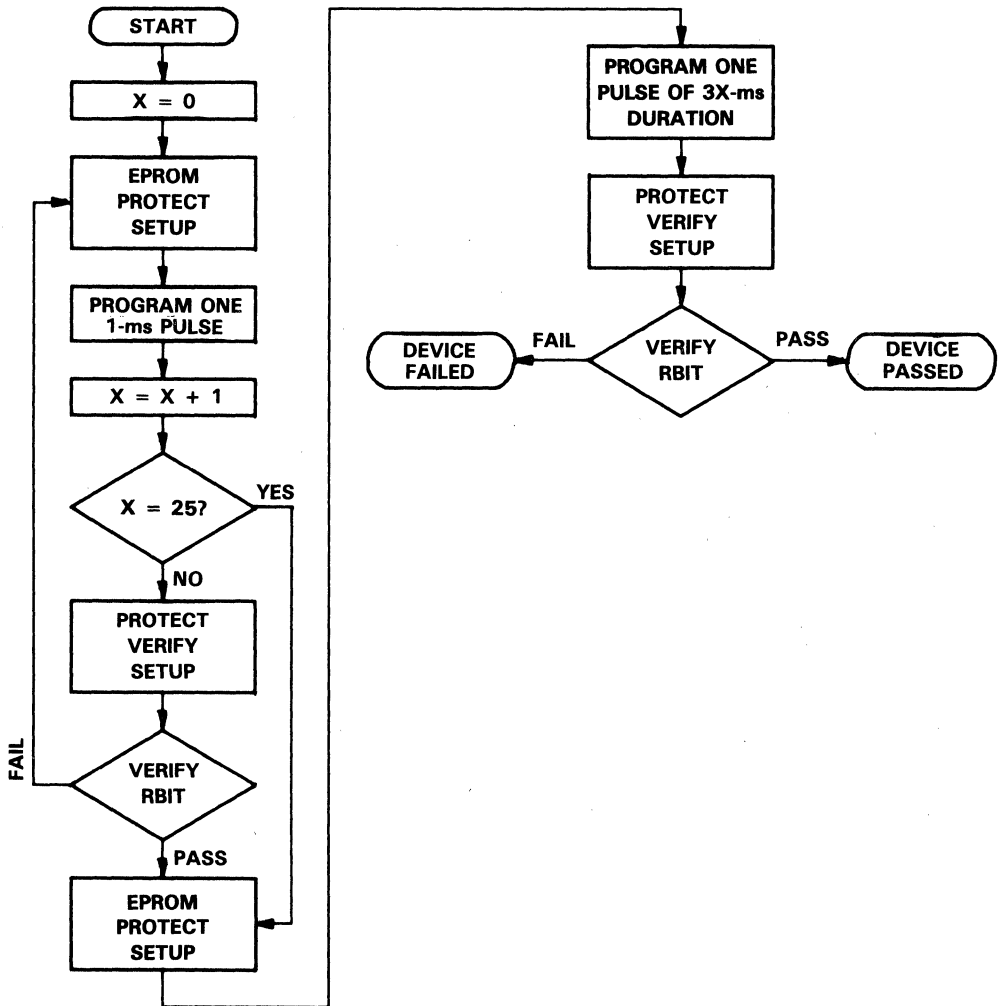 START
X = 0
EPROM
PROTECT
SETUP
PROGRAM ONE
1-ms PULSE
X = X + 1
X = 25?
YES
NO
PROTECT
VERIFY
SETUP
VERIFY
RBIT
FAIL
PASS
EPROM
PROTECT
SETUP
PROGRAM ONE
PULSE OF 3X-ms
DURATION
PROTECT
VERIFY
SETUP
VERIFY
RBIT
FAIL
DEVICE
FAILED
PASS
DEVICE
PASSED